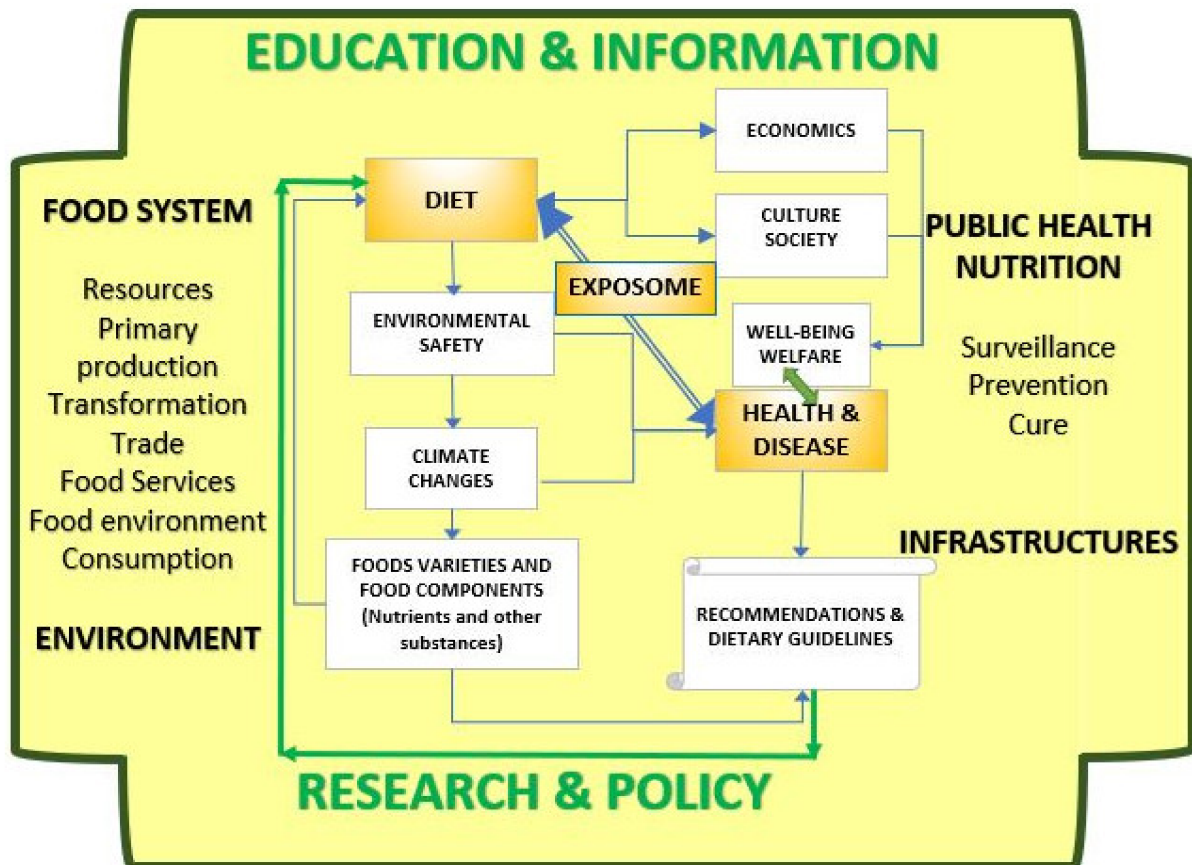 EDUCATION & INFORMATION
FOOD SYSTEM
Resources
Primary
production
Transformation
Trade
Food Services
Food environment
Consumption
ENVIRONMENT
DIET
ENVIRONMENTAL
SAFETY
CLIMATE
CHANGES
FOODS VARIETIES AND
FOOD COMPONENTS
(Nutrients and other
substances)
EXPOSOME
ECONOMICS
CULTURE
SOCIETY
WELL-BEING
WELFARE
HEALTH &
DISEASE
RECOMMENDATIONS &
DIETARY GUIDELINES
PUBLIC HEALTH
NUTRITION
Surveillance
Prevention
Cure
INFRASTRUCTURES
RESEARCH & POLICY